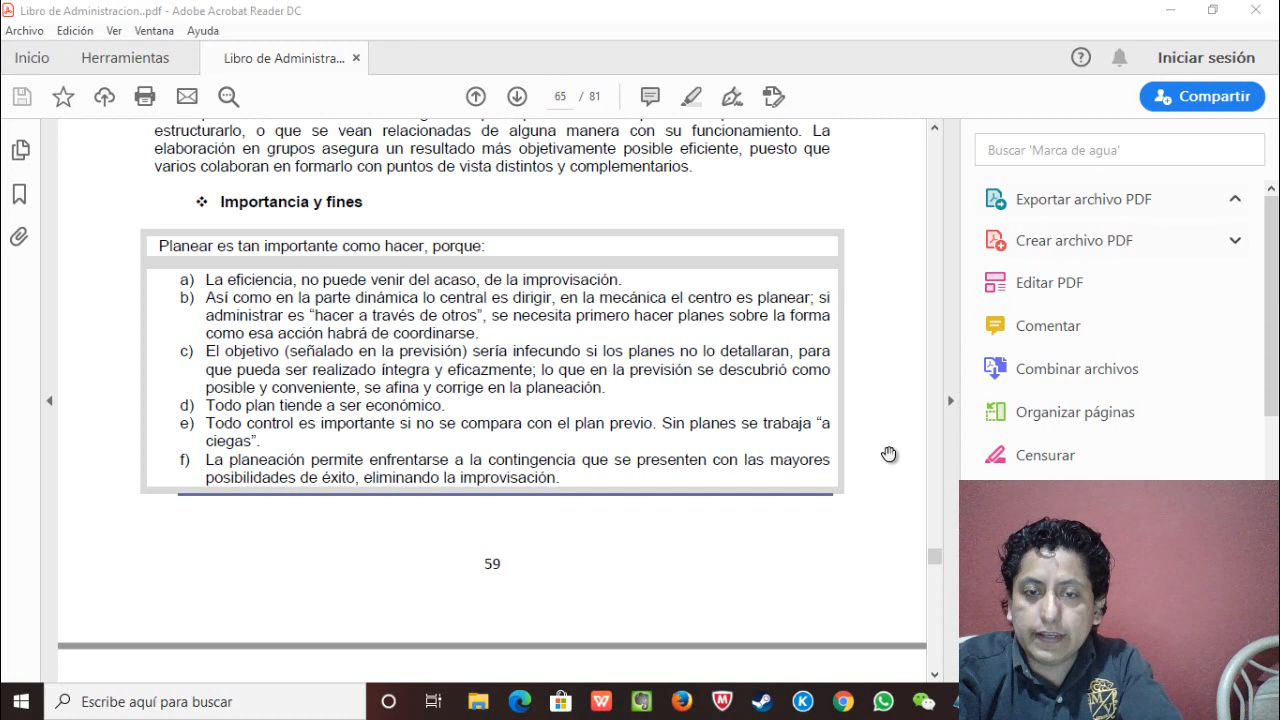 Libro de Administracion..pdf - Adobe Acrobat Reader DC
Archivo Edición Ver Ventana Ayuda
Inicio Herramientas Libro de Administra... × Iniciar sesión
65 / 81 Compartir
estructurarlo, o que se vean relacionadas de alguna manera con su funcionamiento. La
elaboración en grupos asegura un resultado más objetivamente posible eficiente, puesto que
varios colaboran en formarlo con puntos de vista distintos y complementarios.
❖ Importancia y fines
Planear es tan importante como hacer, porque:
a) La eficiencia, no puede venir del acaso, de la improvisación.
b) Así como en la parte dinámica lo central es dirigir, en la mecánica el centro es planear; si
administrar es “hacer a través de otros”, se necesita primero hacer planes sobre la forma
como esa acción habrá de coordinarse.
c) El objetivo (señalado en la previsión) sería infecundo si los planes no lo detallaran, para
que pueda ser realizado íntegra y eficazmente; lo que en la previsión se descubrió como
posible y conveniente, se afina y corrige en la planeación.
d) Todo plan tiende a ser económico.
e) Todo control es importante si no se compara con el plan previo. Sin planes se trabaja “a
ciegas”.
f) La planeación permite enfrentarse a la contingencia que se presenten con las mayores
posibilidades de éxito, eliminando la improvisación.
59
Buscar 'Marca de agua'
Exportar archivo PDF
Crear archivo PDF
Editar PDF
Comentar
Combinar archivos
Organizar páginas
Censurar
Escribe aquí para buscar